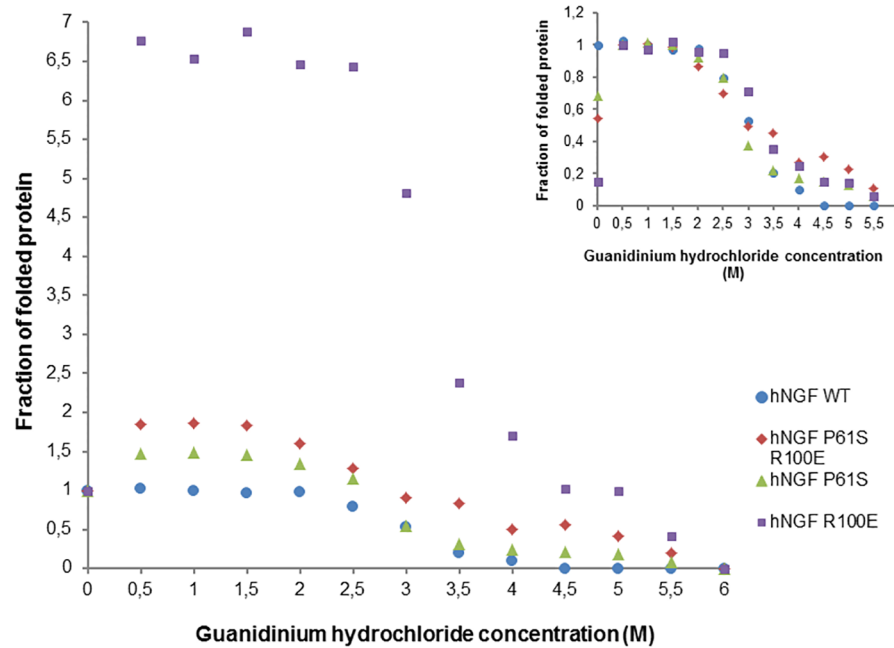 7
6,5
6
5,5
5
4,5
4
3,5
3
2,5
2
1,5
1
0,5
0
Fraction of folded protein
0 0,5 1 1,5 2 2,5 3 3,5 4 4,5 5 5,5 6
Guanidinium hydrochloride concentration (M)
1,2
1
0,8
0,6
0,4
0,2
0
Fraction of folded protein
0 0,5 1 1,5 2 2,5 3 3,5 4 4,5 5 5,5
Guanidinium hydrochloride concentration
(M)
hNGF WT
hNGF P61S
R100E
hNGF P61S
hNGF R100E